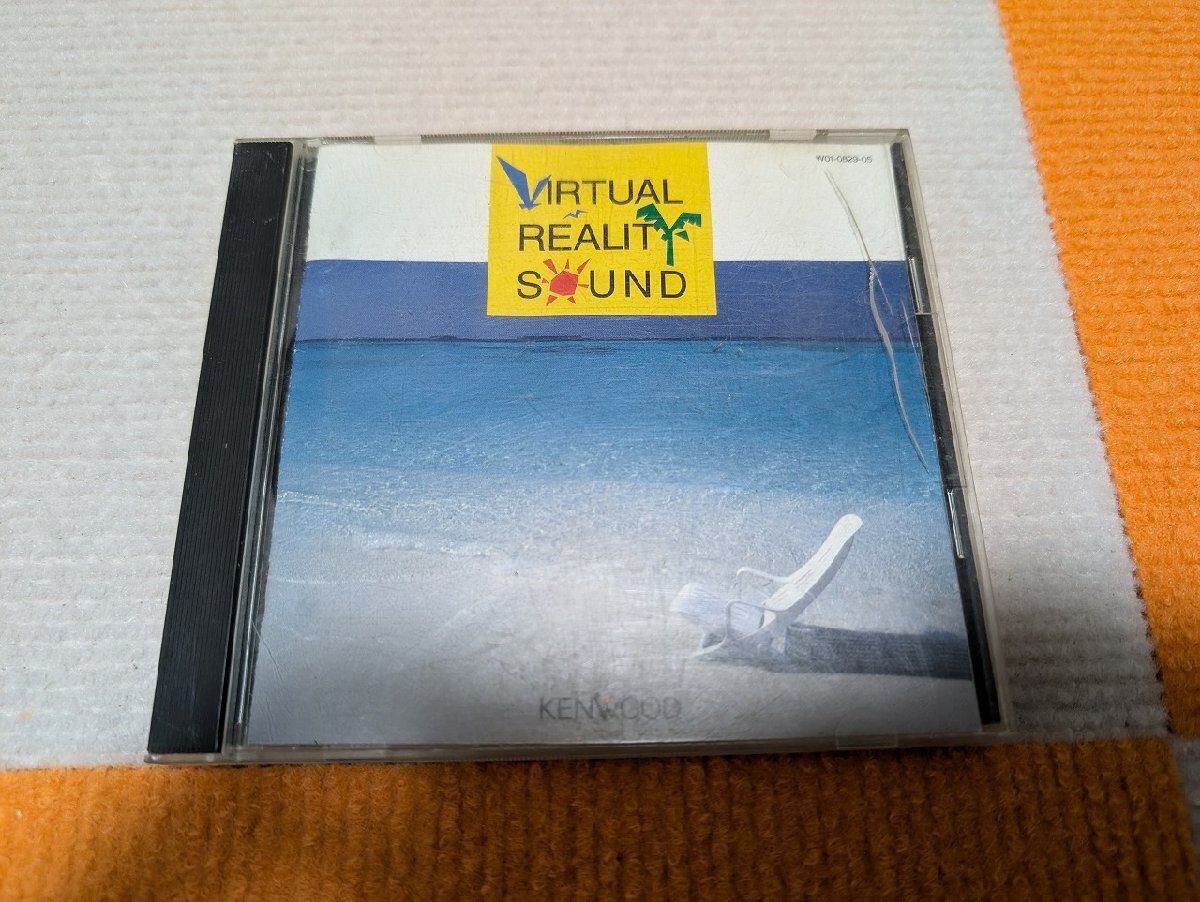 W01-0829-05
VIRTUAL
REALITY
SOUND
KENWOOD